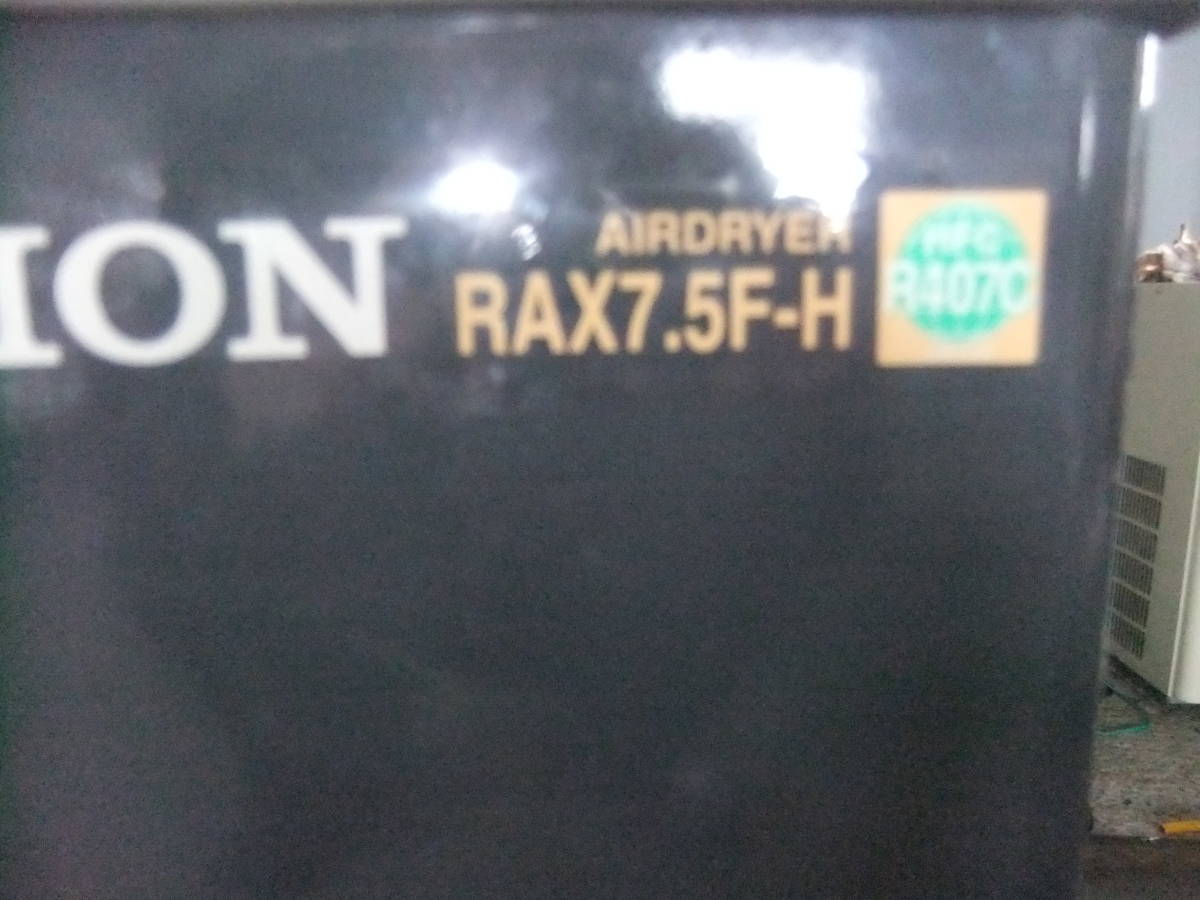 ION
AIRDRYER
RAX7.5F-H
HFC
R407C